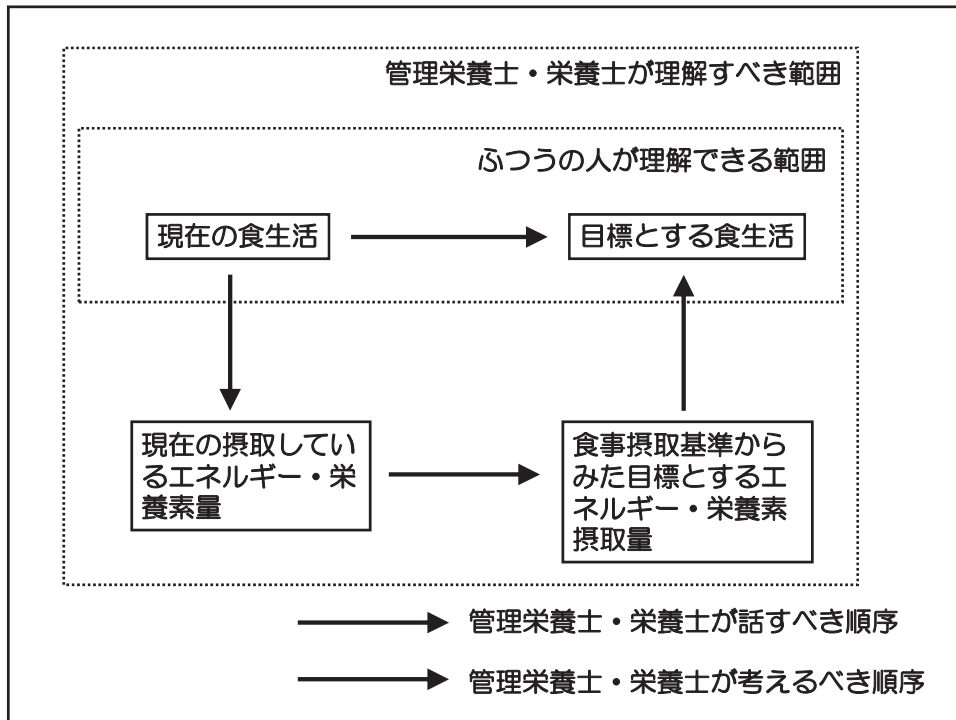 管理栄養士・栄養士が理解すべき範囲
ふつうの人が理解できる範囲
現在の食生活
目標とする食生活
現在の摂取してい
るエネルギー・栄
養素量
食事摂取基準から
みた目標とするエ
ネルギー・栄養素
摂取量
管理栄養士・栄養士が話すべき順序
管理栄養士・栄養士が考えるべき順序